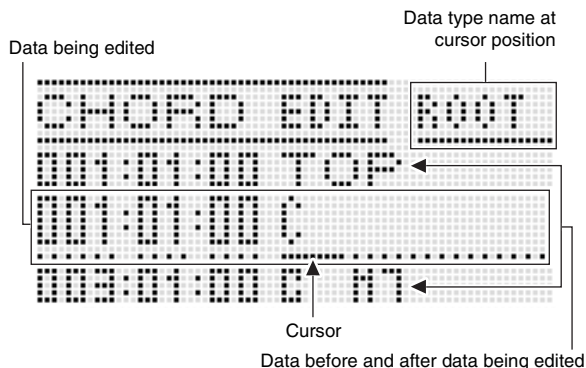 Data type name at
cursor position
Data being edited
CHORD EDIT ROOT
001:01:00 TOP
001:01:00 C
003:01:00 G M7
Cursor
Data before and after data being edited